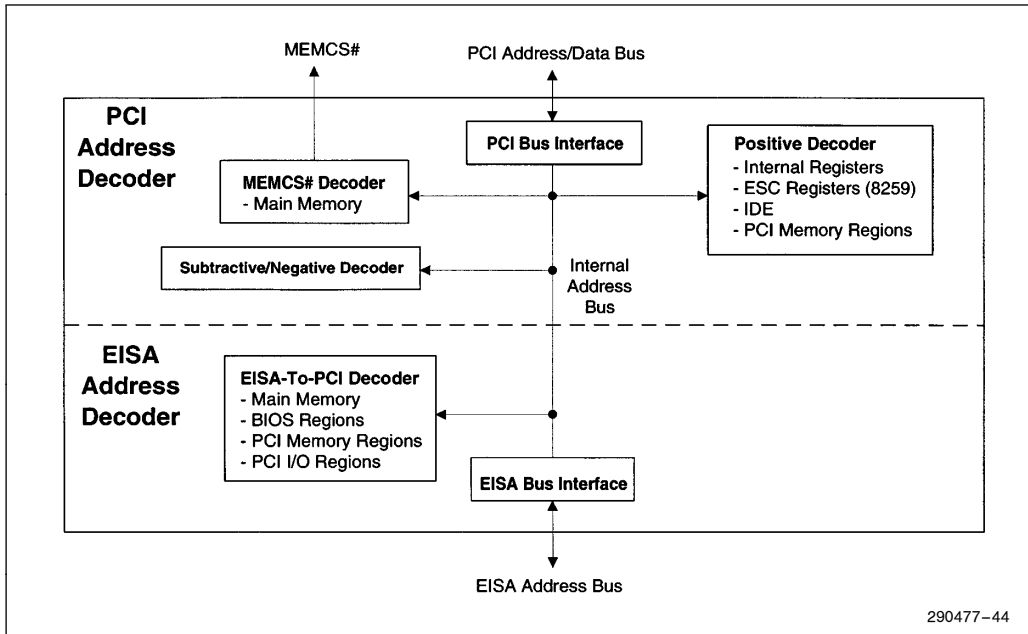 MEMCS#
PCI Address/Data Bus
PCI
Address
Decoder
PCI Bus Interface
Positive Decoder
- Internal Registers
- ESC Registers (8259)
- IDE
- PCI Memory Regions
MEMCS# Decoder
- Main Memory
Subtractive/Negative Decoder
Internal
Address
Bus
EISA
Address
Decoder
EISA-To-PCI Decoder
- Main Memory
- BIOS Regions
- PCI Memory Regions
- PCI I/O Regions
EISA Bus Interface
EISA Address Bus
290477–44